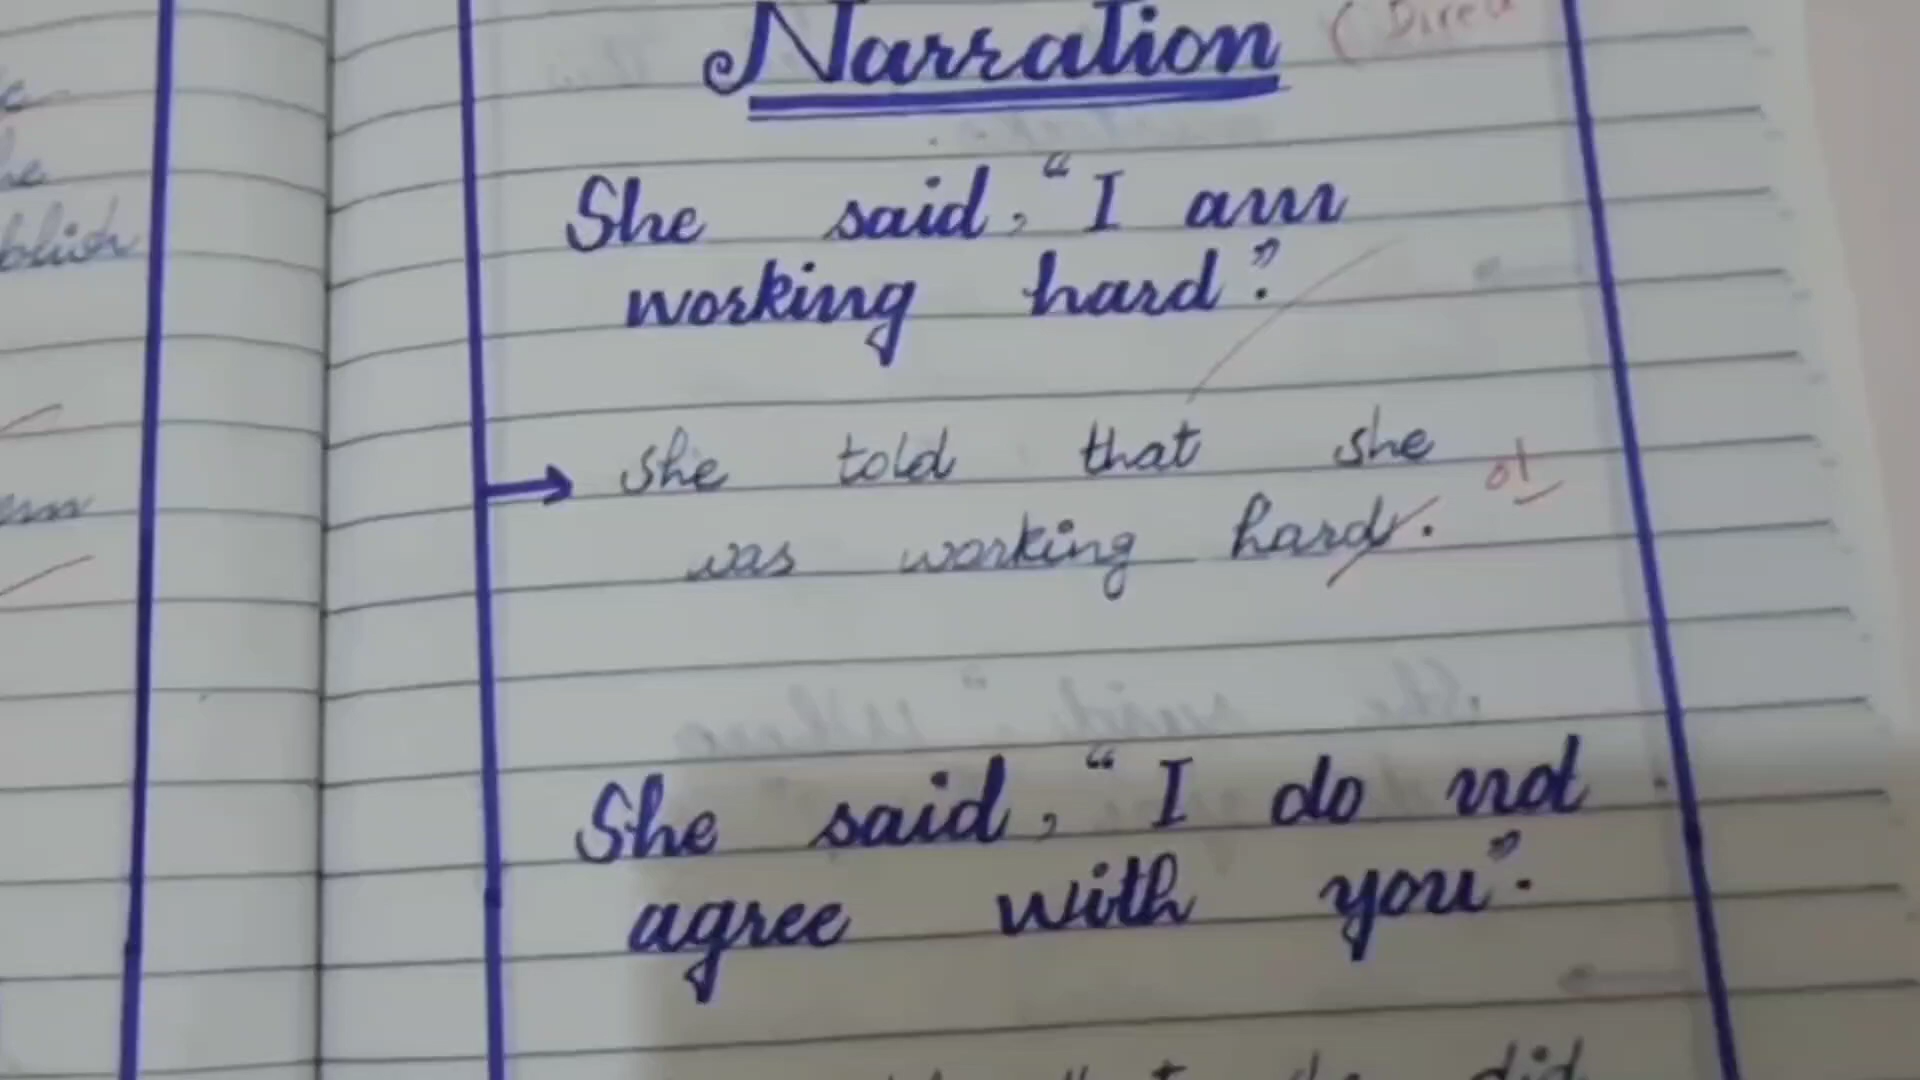 Narration
She said, "I am
working hard".
she told that she
was working hard.
She said, "I do not
agree with you".
did